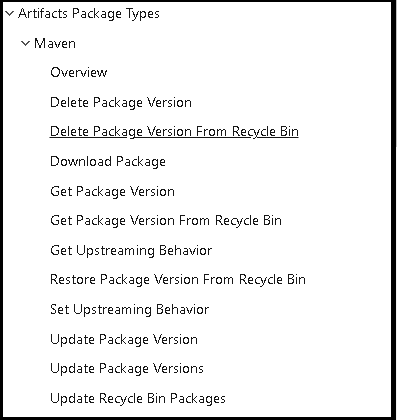 Artifacts Package Types
Maven
Overview
Delete Package Version
Delete Package Version From Recycle Bin
Download Package
Get Package Version
Get Package Version From Recycle Bin
Get Upstreaming Behavior
Restore Package Version From Recycle Bin
Set Upstreaming Behavior
Update Package Version
Update Package Versions
Update Recycle Bin Packages